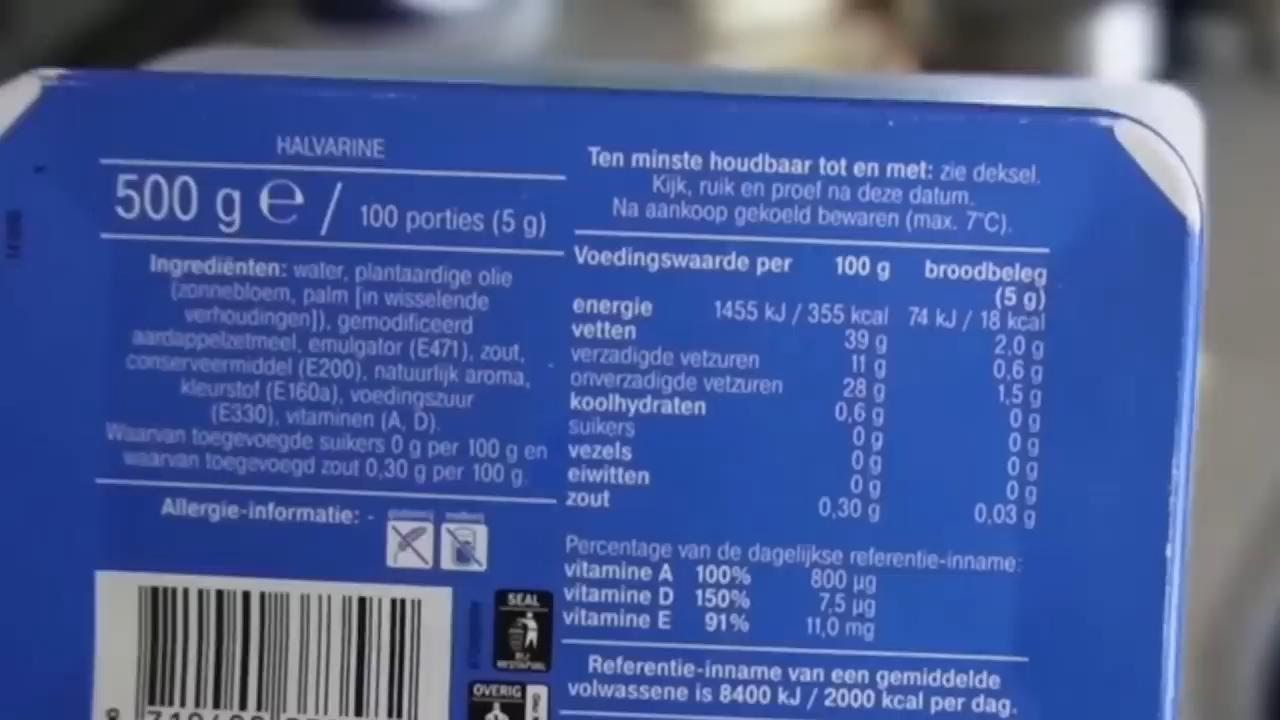 HALVARINE
500 g e / 100 porties (5 g)
Ingrediënten: water, plantaardige olie
(zonnebloem, palm [in wisselende
verhoudingen]), gemodificeerd
aardappelzetmeel, emulgator (E471), zout,
conserveermiddel (E200), natuurlijk aroma,
kleurstof (E160a), voedingszuur
(E330), vitaminen (A, D).
Waarvan toegevoegde suikers 0 g per 100 g en
waarvan toegevoegd zout 0,30 g per 100 g.
Allergie-informatie: -
SEAL
OVERIG
Ten minste houdbaar tot en met: zie deksel.
Kijk, ruik en proef na deze datum.
Na aankoop gekoeld bewaren (max. 7°C).
Voedingswaarde per 100 g broodbeleg
(5 g)
energie 1455 kJ / 355 kcal 74 kJ / 18 kcal
vetten 39 g 2,0 g
verzadigde vetzuren 11 g 0,6 g
onverzadigde vetzuren 28 g 1,5 g
koolhydraten 0,6 g 0 g
suikers 0 g 0 g
vezels 0 g 0 g
eiwitten 0 g 0 g
zout 0,30 g 0,03 g
Percentage van de dagelijkse referentie-inname:
vitamine A 100% 800 µg
vitamine D 150% 7,5 µg
vitamine E 91% 11,0 mg
Referentie-inname van een gemiddelde
volwassene is 8400 kJ / 2000 kcal per dag.